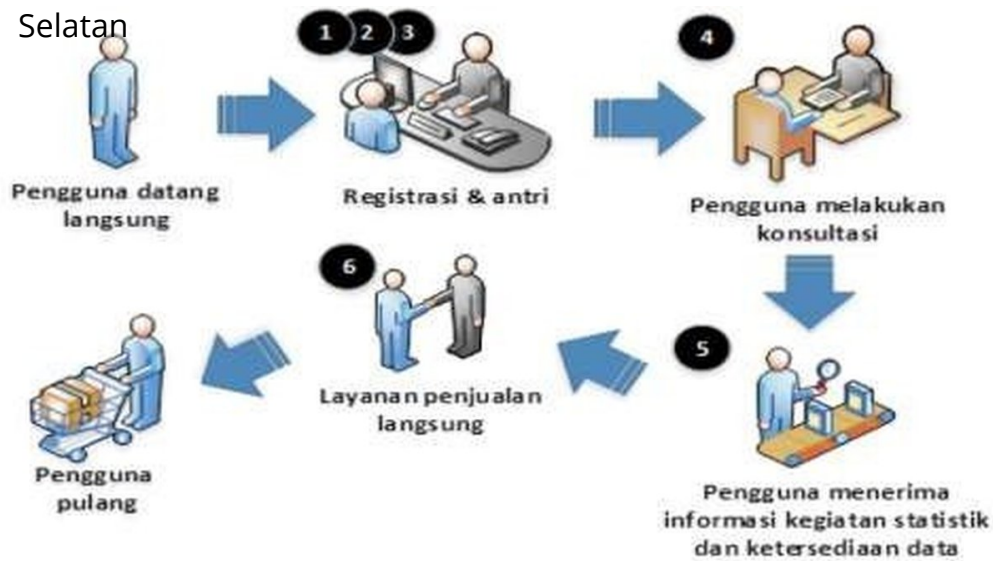 Selatan
1 2 3
4
Pengguna datang
langsung
Registrasi & antri
Pengguna melakukan
konsultasi
6
5
Layanan penjualan
langsung
Pengguna
pulang
Pengguna menerima
informasi kegiatan statistik
dan ketersediaan data